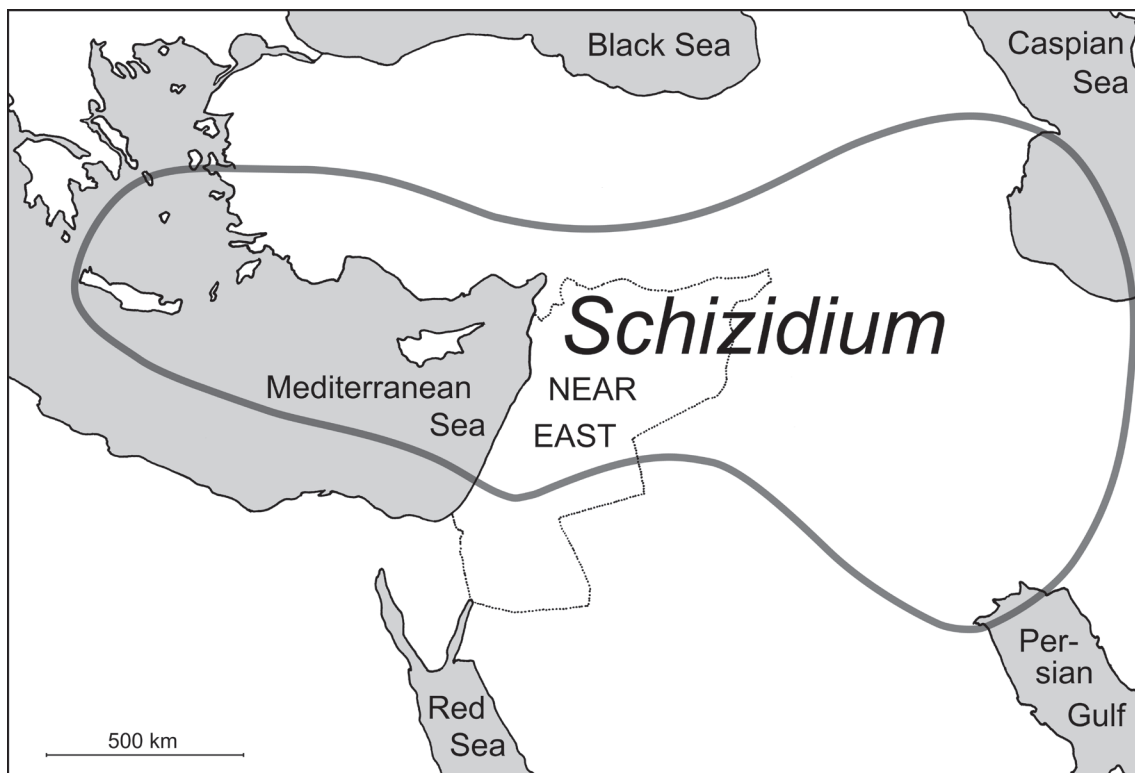 Black Sea
Caspian
Sea
Schizidium
Mediterranean
Sea
NEAR
EAST
Per-
sian
Gulf
Red
Sea
500 km